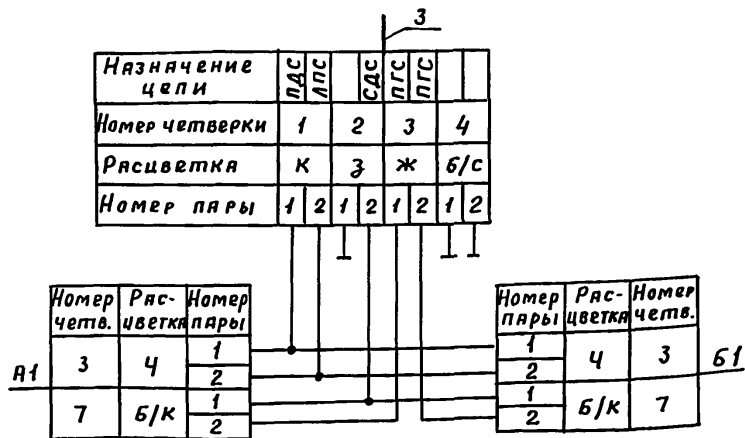 3
Назначение цепи ПДС ЛПС СДС ПГС ПГС
Номер четверки 1 2 3 4
Расцветка К З Ж Б/С
Номер пары 1 2 1 2 1 2 1 2
Номер четв. Рас-цветка Номер пары
А1 3 Ч 1
2
7 Б/К 1
2
Номер пары Рас-цветка Номер четв.
1 Ч 3 Б1
2
1 Б/К 7
2